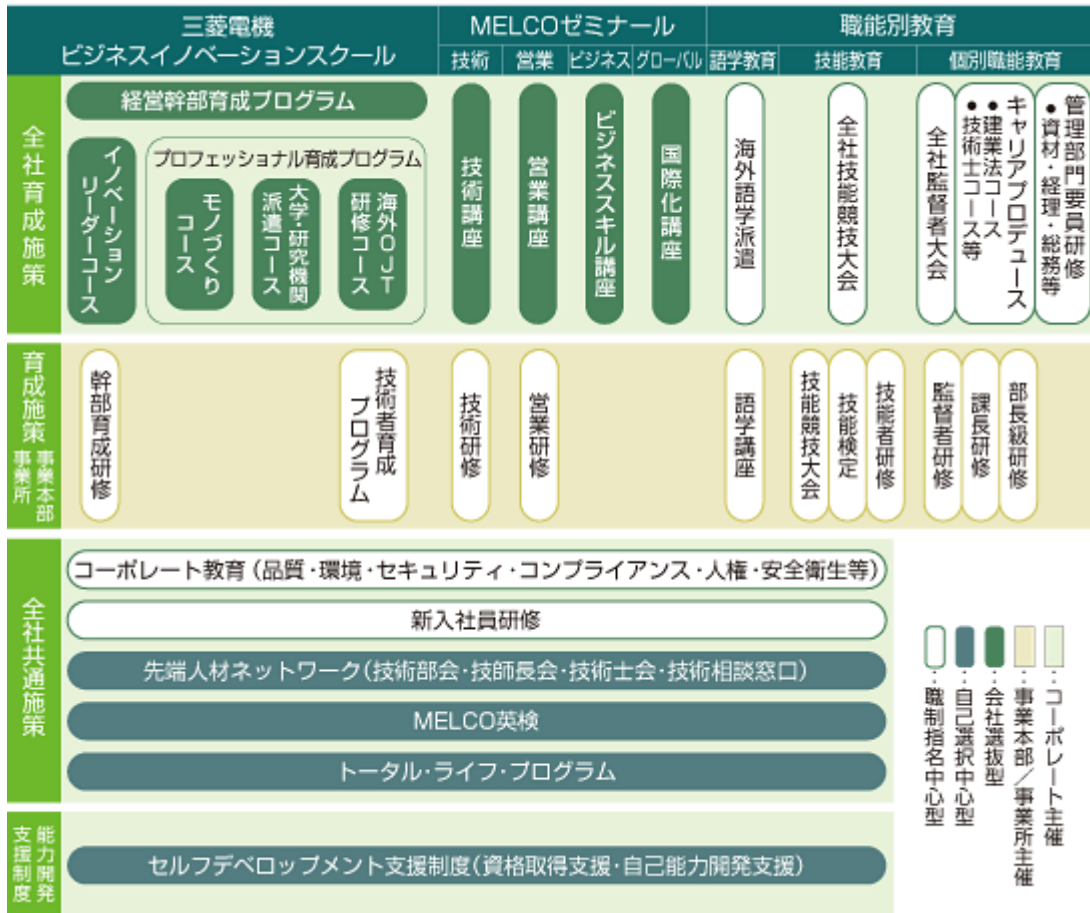 三菱電機
ビジネスイノベーションスクール
MELCOゼミナール
職能別教育
技術
営業
ビジネス
グローバル
語学教育
技能教育
個別職能教育
全社育成施策
経営幹部育成プログラム
イノベーション
リーダーコース
プロフェッショナル育成プログラム
モノづくり
コース
大学・研究機関
派遣コース
海外OJT
研修コース
技術講座
営業講座
ビジネススキル講座
国際化講座
海外語学派遣
全社技能競技大会
全社監督者大会
キャリアプロデュース
●建業法コース
●技術士コース等
管理部門要員研修
●資材・経理・総務等
育成施策
事業本部
事業所
幹部育成研修
技術者育成
プログラム
技術研修
営業研修
語学講座
技能競技大会
技能検定
技能者研修
監督者研修
課長研修
部長級研修
全社共通施策
コーポレート教育(品質・環境・セキュリティ・コンプライアンス・人権・安全衛生等)
新入社員研修
先端人材ネットワーク(技術部会・技師長会・技術士会・技術相談窓口)
MELCO英検
トータル・ライフ・プログラム
能力開発
支援制度
セルフデベロップメント支援制度(資格取得支援・自己能力開発支援)
‥コーポレート主催
‥事業本部/事業所主催
‥会社選抜型
‥自己選択中心型
‥職制指名中心型